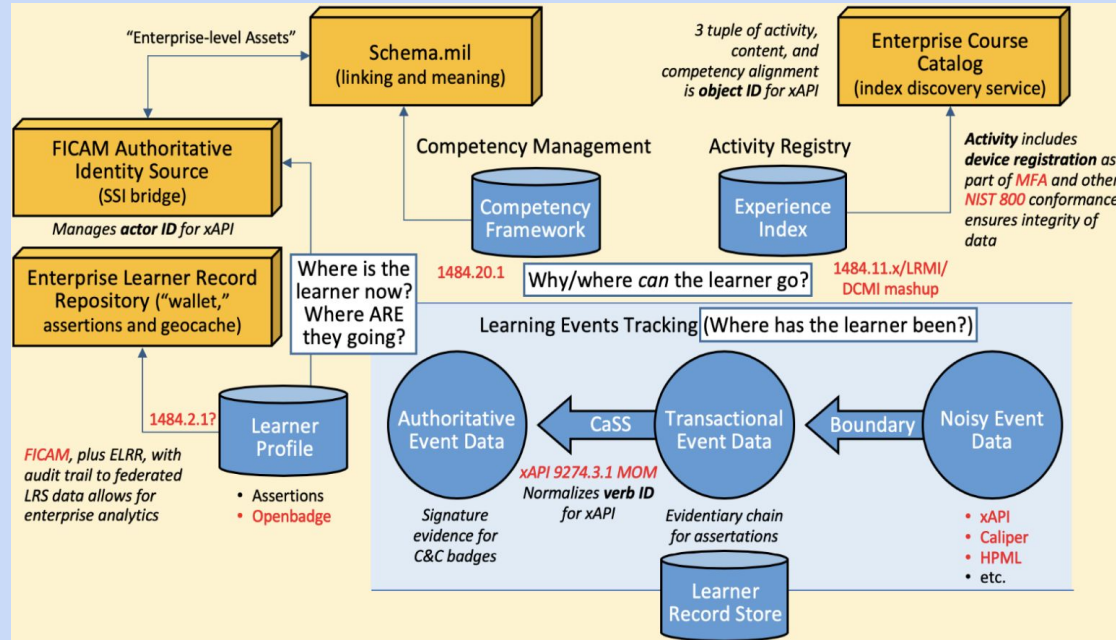 "Enterprise-level Assets"
Schema.mil
(linking and meaning)
3 tuple of activity,
content, and
competency alignment
is object ID for xAPI
Enterprise Course
Catalog
(index discovery service)
FICAM Authoritative
Identity Source
(SSI bridge)
Manages actor ID for xAPI
Competency Management
Competency
Framework
1484.20.1
Activity Registry
Experience
Index
1484.11.x/LRMI/
DCMI mashup
Activity includes
device registration as
part of MFA and other
NIST 800 conformance
ensures integrity of
data
Enterprise Learner Record
Repository ("wallet,"
assertions and geocache)
Where is the
learner now?
Where ARE
they going?
Why/where can the learner go?
1484.2.1?
Learner
Profile
• Assertions
• Openbadge
FICAM, plus ELRR, with
audit trail to federated
LRS data allows for
enterprise analytics
Learning Events Tracking (Where has the learner been?)
Authoritative
Event Data
CaSS
Transactional
Event Data
Boundary
Noisy Event
Data
xAPI 9274.3.1 MOM
Normalizes verb ID
for xAPI
Signature
evidence for
C&C badges
Evidentiary chain
for assertations
• xAPI
• Caliper
• HPML
• etc.
Learner
Record Store